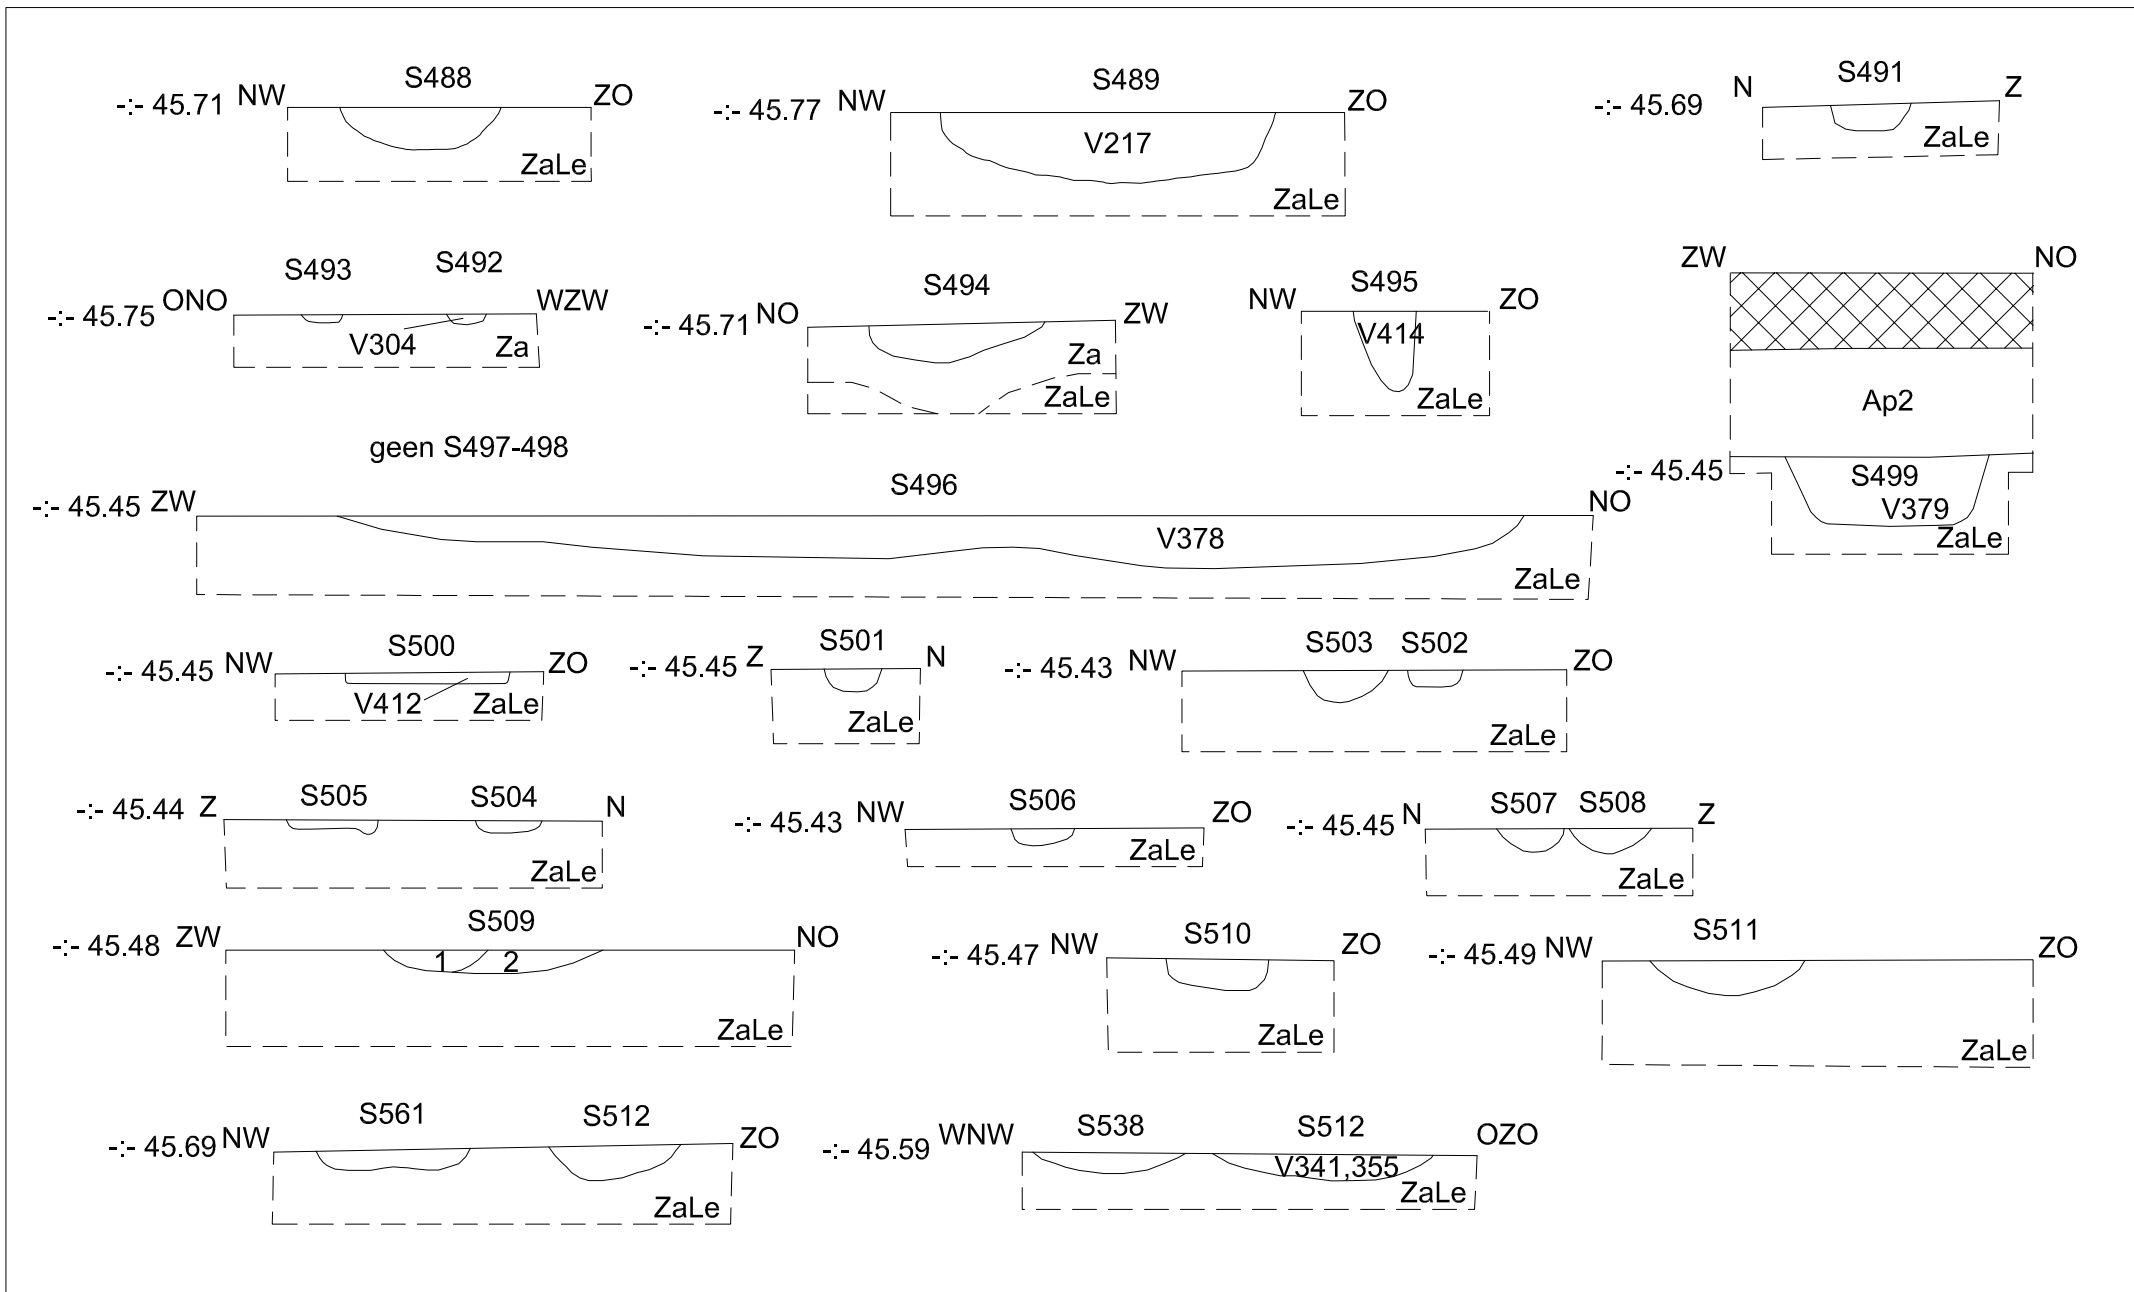 S488
-:- 45.71 NW ZO
ZaLe
S489
-:- 45.77 NW ZO
V217
ZaLe
S491
N Z
-:- 45.69
ZaLe
S493 S492
-:- 45.75 ONO WZW
V304 Za
S494
-:- 45.71 NO ZW
Za
ZaLe
S495
NW ZO
V414
ZaLe
ZW NO
Ap2
-:- 45.45
S499
V379
ZaLe
geen S497-498
S496
-:- 45.45 ZW NO
V378
ZaLe
S500
-:- 45.45 NW ZO
V412 ZaLe
S501
-:- 45.45 Z N
ZaLe
S503 S502
-:- 45.43 NW ZO
ZaLe
S505 S504
-:- 45.44 Z N
ZaLe
S506
-:- 45.43 NW ZO
ZaLe
S507 S508
-:- 45.45 N Z
ZaLe
S509
-:- 45.48 ZW NO
1 2
ZaLe
S510
-:- 45.47 NW ZO
ZaLe
S511
-:- 45.49 NW ZO
ZaLe
S561 S512
-:- 45.69 NW ZO
ZaLe
S538 S512
-:- 45.59 WNW OZO
V341,355
ZaLe